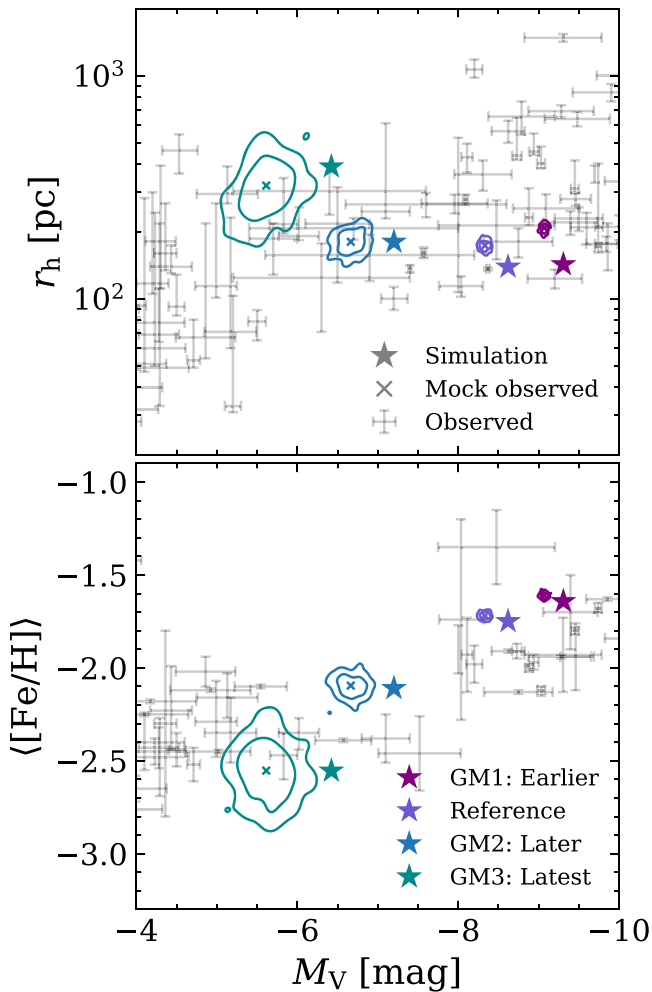 10³
10²
r_h [pc]
Simulation
Mock observed
Observed
−1.0
−1.5
−2.0
−2.5
−3.0
⟨[Fe/H]⟩
GM1: Earlier
Reference
GM2: Later
GM3: Latest
−4 −6 −8 −10
M_V [mag]